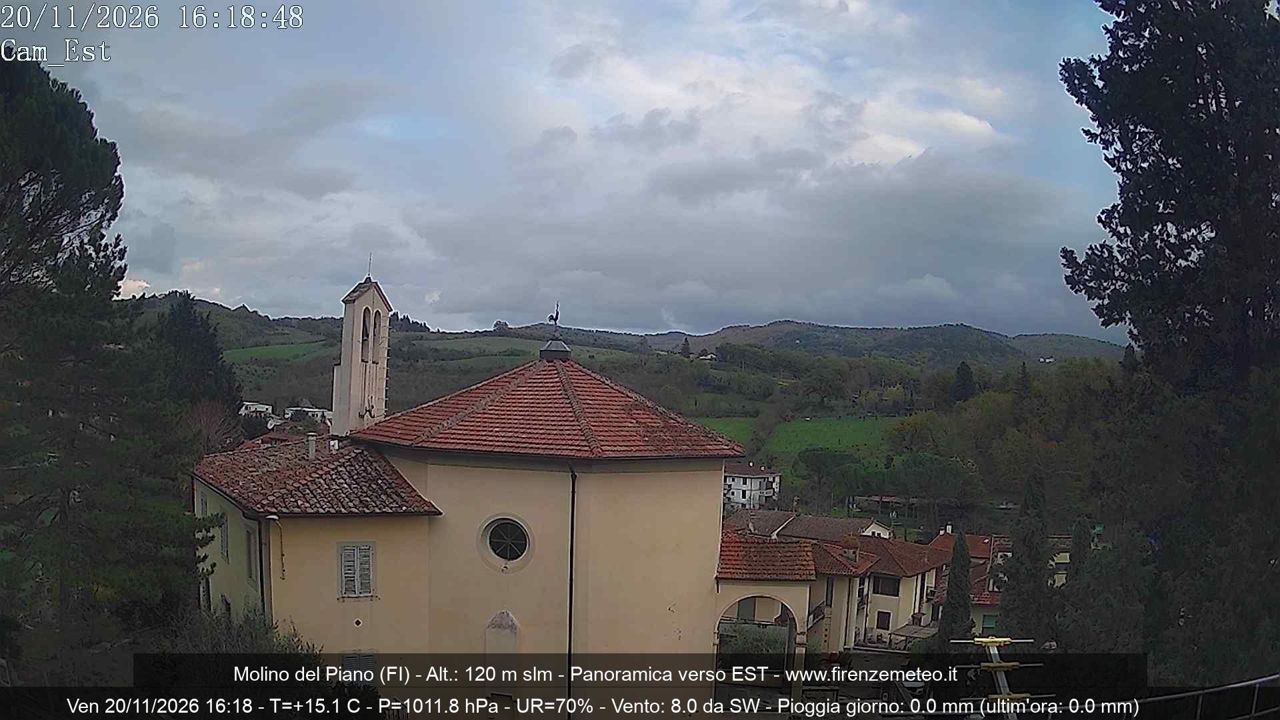 20/11/2026 16:18:48
Cam_Est
Molino del Piano (FI) - Alt.: 120 m slm - Panoramica verso EST - www.firenzemeteo.it
Ven 20/11/2026 16:18 - T=+15.1 C - P=1011.8 hPa - UR=70% - Vento: 8.0 da SW - Pioggia giorno: 0.0 mm (ultim'ora: 0.0 mm)